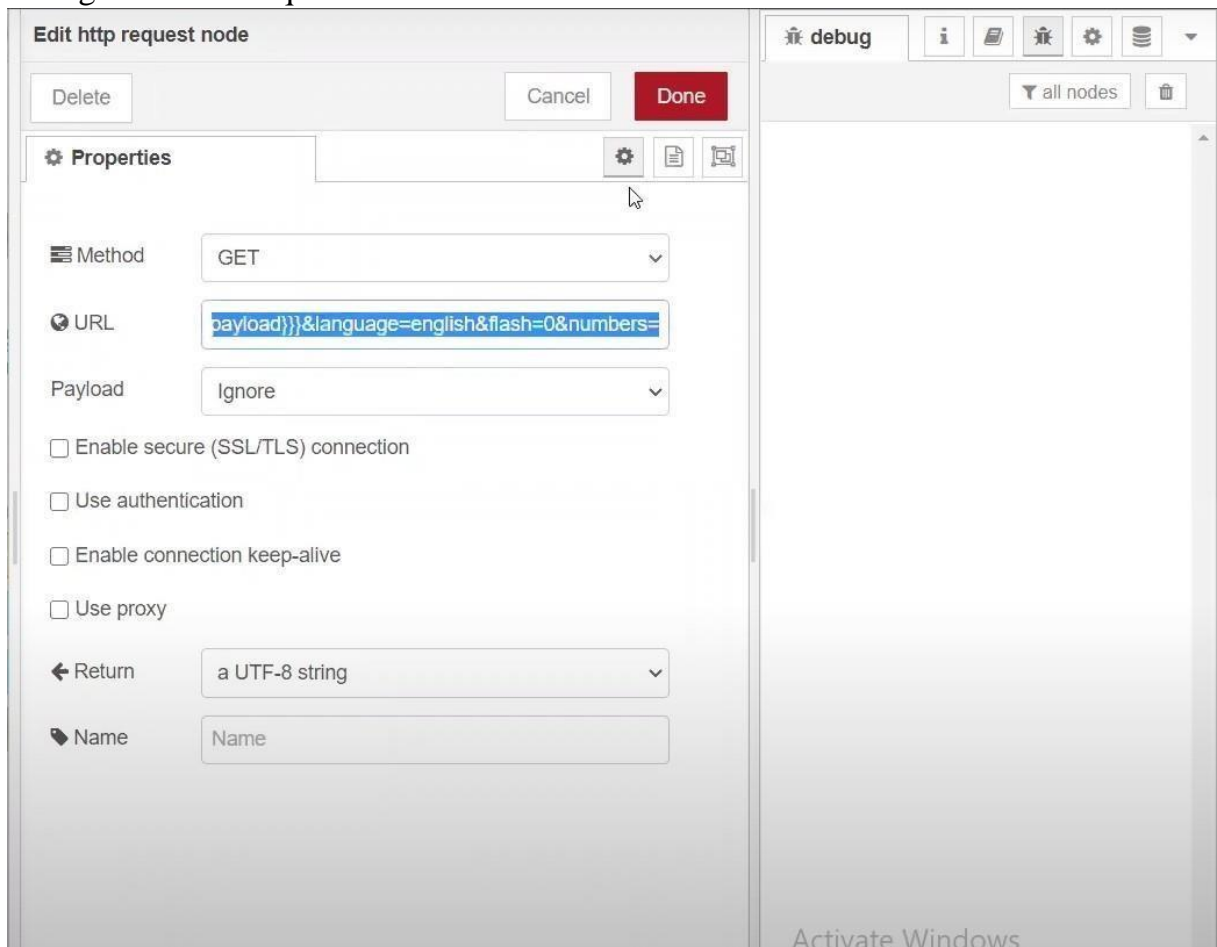 Edit http request node
debug
i
Delete
Cancel
Done
all nodes
Properties
Method
GET
URL
payload}}}&language=english&flash=0&numbers=
Payload
Ignore
Enable secure (SSL/TLS) connection
Use authentication
Enable connection keep-alive
Use proxy
Return
a UTF-8 string
Name
Name
Activate Windows